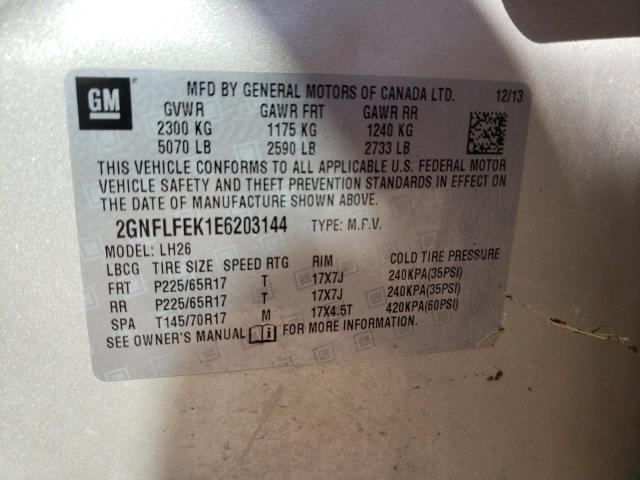 GM
MFD BY GENERAL MOTORS OF CANADA LTD. 12/13
GVWR GAWR FRT GAWR RR
2300 KG 1175 KG 1240 KG
5070 LB 2590 LB 2733 LB
THIS VEHICLE CONFORMS TO ALL APPLICABLE U.S. FEDERAL MOTOR
VEHICLE SAFETY AND THEFT PREVENTION STANDARDS IN EFFECT ON
THE DATE OF MANUFACTURE SHOWN ABOVE.
2GNFLFEK1E6203144 TYPE: M.P.V.
MODEL: LH26
LBCG TIRE SIZE SPEED RTG RIM COLD TIRE PRESSURE
FRT P225/65R17 T 17X7J 240KPA(35PSI)
RR P225/65R17 T 17X7J 240KPA(35PSI)
SPA T145/70R17 M 17X4.5T 420KPA(60PSI)
SEE OWNER'S MANUAL FOR MORE INFORMATION.